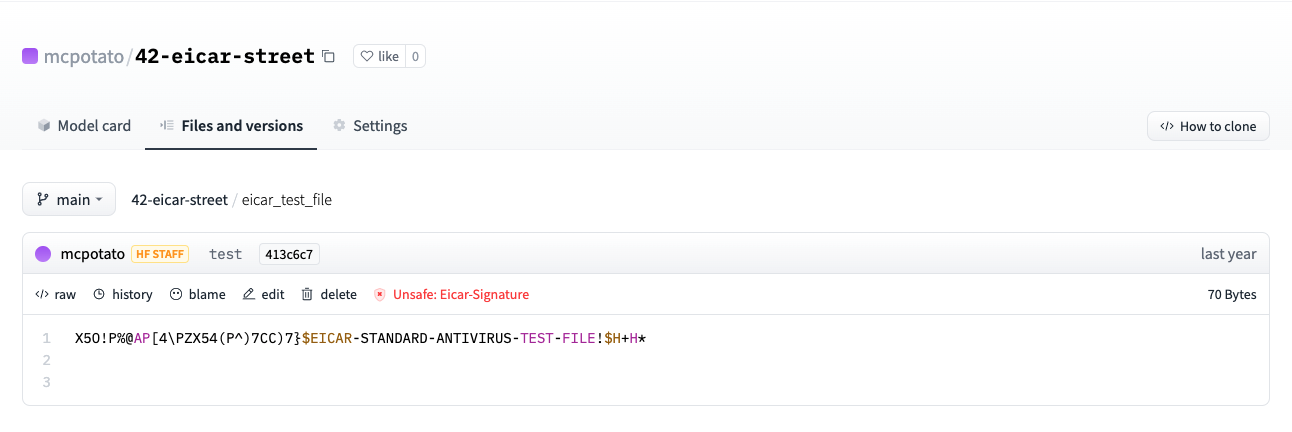 mcpotato/42-eicar-street like 0
Model card Files and versions Settings How to clone
main 42-eicar-street / eicar_test_file
mcpotato HF STAFF test 413c6c7 last year
raw history blame edit delete Unsafe: Eicar-Signature 70 Bytes
1 X5O!P%@AP[4\PZX54(P^)7CC)7}$EICAR-STANDARD-ANTIVIRUS-TEST-FILE!$H+H*
2
3